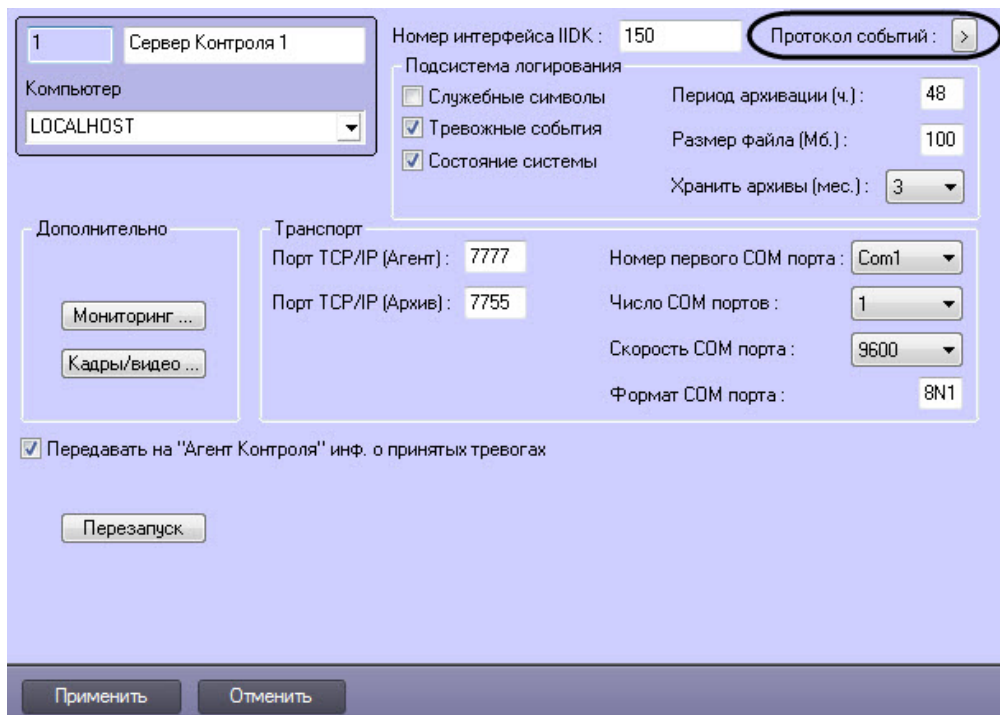 1 Сервер Контроля 1
Компьютер
LOCALHOST
Номер интерфейса IIDK : 150
Протокол событий : >
Подсистема логирования
Служебные символы
Тревожные события
Состояние системы
Период архивации (ч.) : 48
Размер файла (Мб.) : 100
Хранить архивы (мес.) : 3
Дополнительно
Мониторинг ...
Кадры/видео ...
Транспорт
Порт TCP/IP (Агент) : 7777
Порт TCP/IP (Архив) : 7755
Номер первого COM порта : Com1
Число COM портов : 1
Скорость COM порта : 9600
Формат COM порта : 8N1
Передавать на "Агент Контроля" инф. о принятых тревогах
Перезапуск
Применить Отменить